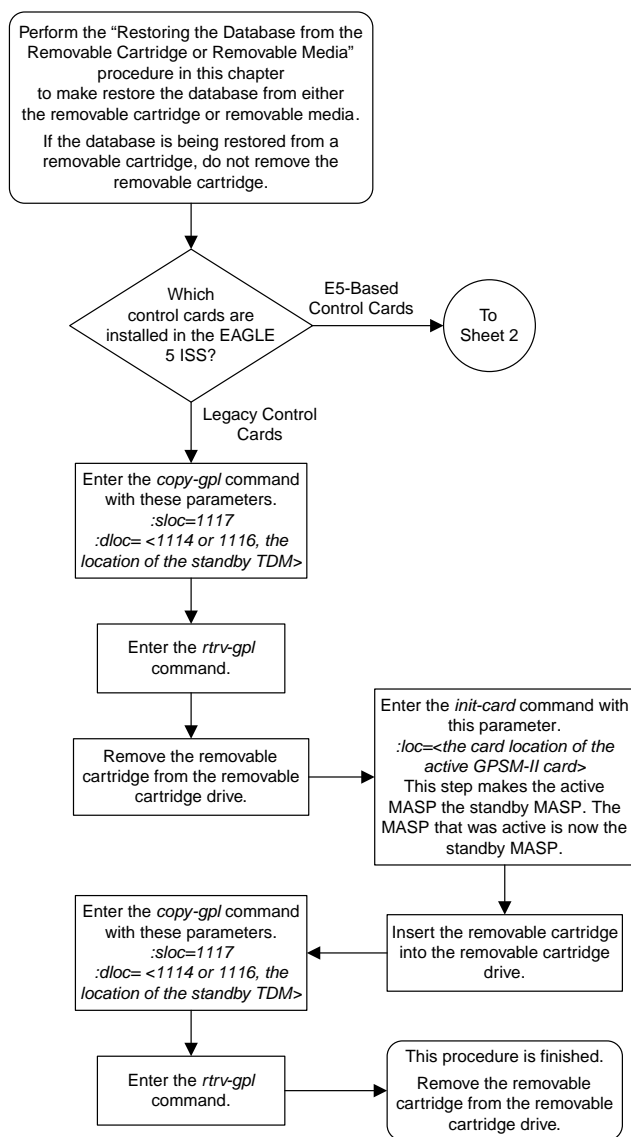 Perform the “Restoring the Database from the
Removable Cartridge or Removable Media”
procedure in this chapter
to make restore the database from either
the removable cartridge or removable media.
If the database is being restored from a
removable cartridge, do not remove the
removable cartridge.
Which
control cards are
installed in the EAGLE
5 ISS?
E5-Based
Control Cards
To
Sheet 2
Legacy Control
Cards
Enter the copy-gpl command
with these parameters.
:sloc=1117
:dloc= <1114 or 1116, the
location of the standby TDM>
Enter the rtrv-gpl
command.
Remove the removable
cartridge from the removable
cartridge drive.
Enter the init-card command with
this parameter.
:loc=<the card location of the
active GPSM-II card>
This step makes the active
MASP the standby MASP. The
MASP that was active is now the
standby MASP.
Insert the removable cartridge
into the removable cartridge
drive.
Enter the copy-gpl command
with these parameters.
:sloc=1117
:dloc= <1114 or 1116, the
location of the standby TDM>
Enter the rtrv-gpl
command.
This procedure is finished.
Remove the removable
cartridge from the removable
cartridge drive.